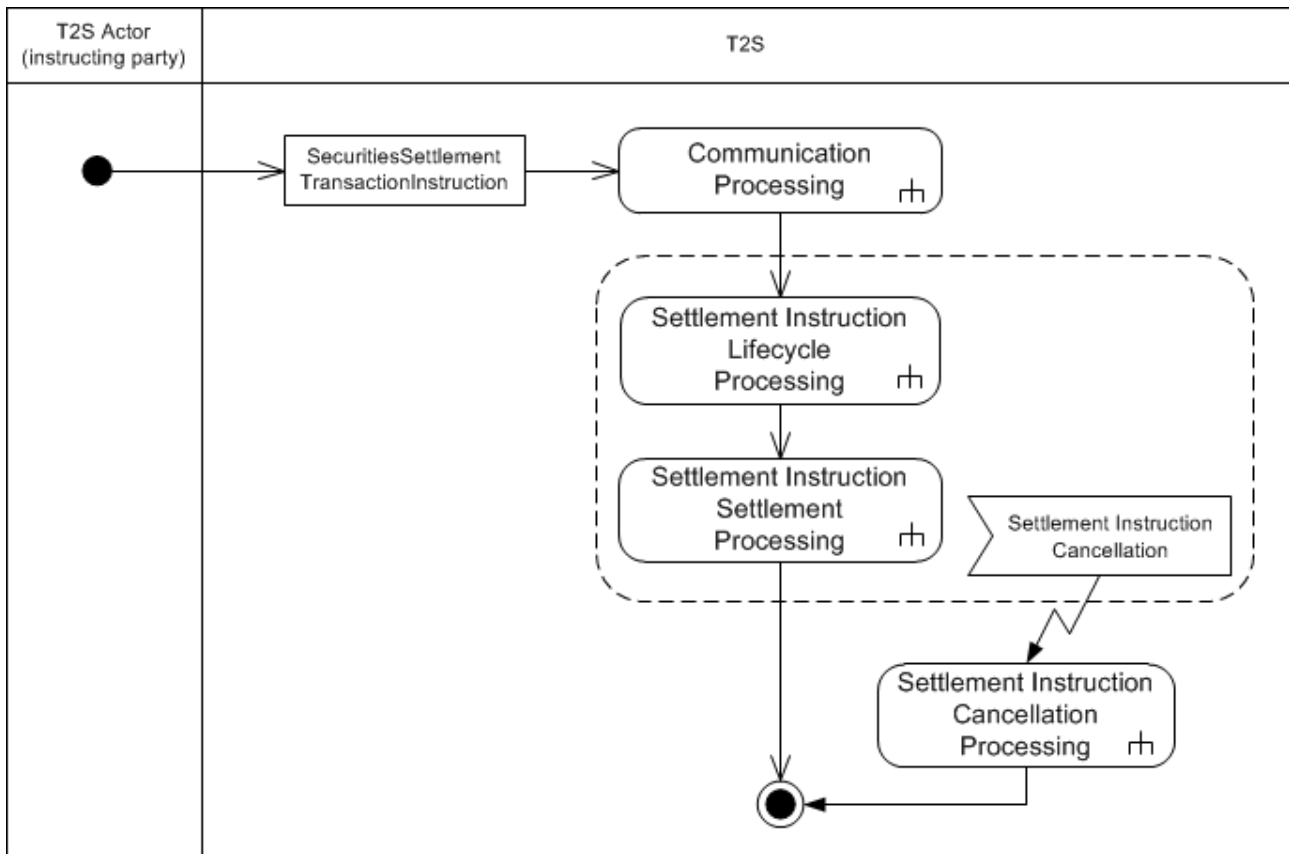 T2S Actor
(instructing party)
T2S
SecuritiesSettlement
TransactionInstruction
Communication
Processing
Settlement Instruction
Lifecycle
Processing
Settlement Instruction
Settlement
Processing
Settlement Instruction
Cancellation
Settlement Instruction
Cancellation
Processing